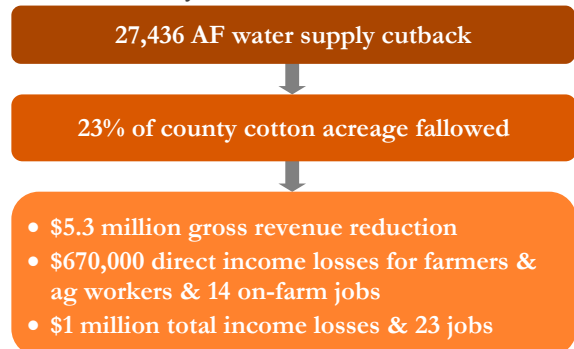 27,436 AF water supply cutback
23% of county cotton acreage fallowed
• $5.3 million gross revenue reduction
• $670,000 direct income losses for farmers &
ag workers & 14 on-farm jobs
• $1 million total income losses & 23 jobs